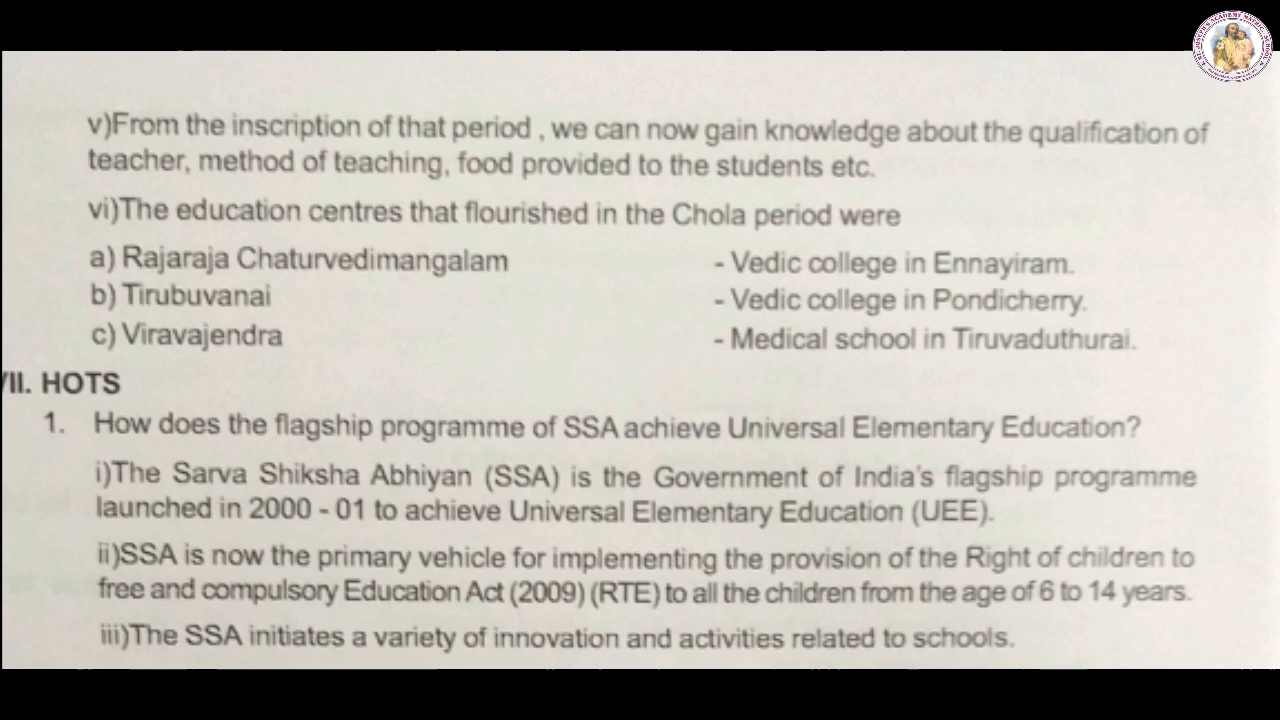 v)From the inscription of that period , we can now gain knowledge about the qualification of
teacher, method of teaching, food provided to the students etc.
vi)The education centres that flourished in the Chola period were
a) Rajaraja Chaturvedimangalam - Vedic college in Ennayiram.
b) Tirubuvanai - Vedic college in Pondicherry.
c) Viravajendra - Medical school in Tiruvaduthurai.
VII. HOTS
1. How does the flagship programme of SSA achieve Universal Elementary Education?
i)The Sarva Shiksha Abhiyan (SSA) is the Government of India's flagship programme
launched in 2000 - 01 to achieve Universal Elementary Education (UEE).
ii)SSA is now the primary vehicle for implementing the provision of the Right of children to
free and compulsory Education Act (2009) (RTE) to all the children from the age of 6 to 14 years.
iii)The SSA initiates a variety of innovation and activities related to schools.